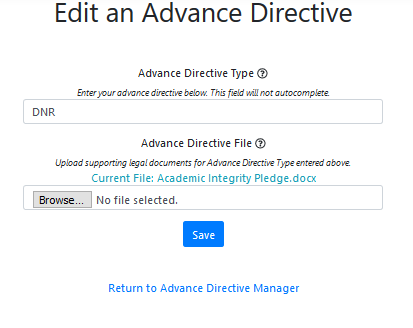 Edit an Advance Directive
Advance Directive Type
Enter your advance directive below. This field will not autocomplete.
DNR
Advance Directive File
Upload supporting legal documents for Advance Directive Type entered above.
Current File: Academic Integrity Pledge.docx
Browse... No file selected.
Save
Return to Advance Directive Manager